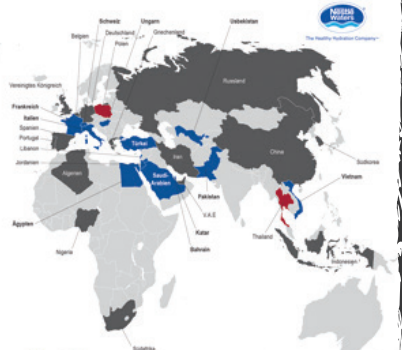 Nestlé
Waters
The Healthy Hydration Company™
Schweiz
Ungarn
Usbekistan
Belgien
Deutschland
Griechenland
Polen
Vereinigtes Königreich
Russland
Frankreich
Italien
Spanien
Portugal
Libanon
Jordanien
Türkei
Iran
China
Südkorea
Algerien
Saudi-
Arabien
Pakistan
Vietnam
Ägypten
V.A.E
Katar
Thailand
Bahrain
Nigeria
Indonesien
Südafrika